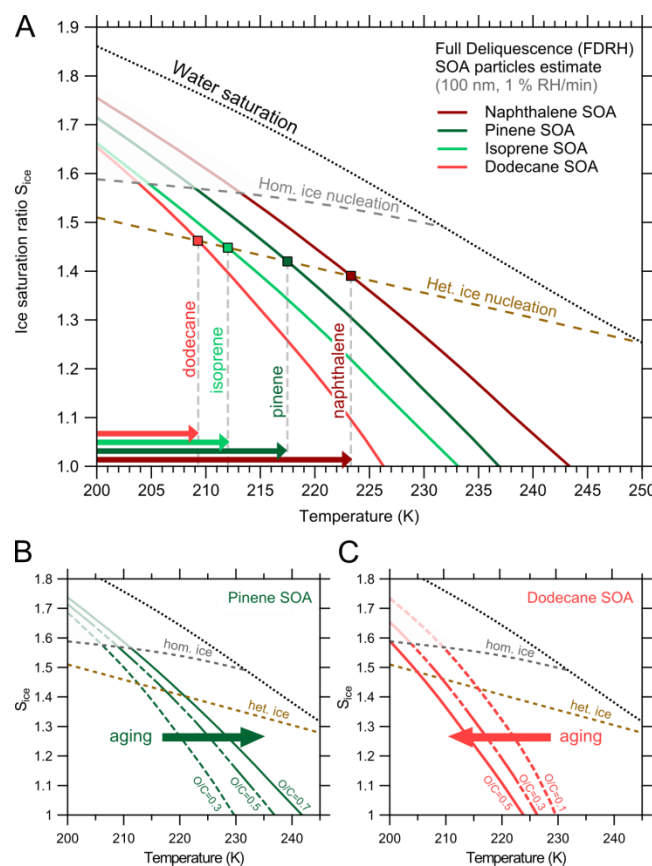 A
Full Deliquescence (FDRH)
SOA particles estimate
(100 nm, 1 % RH/min)
Naphthalene SOA
Pinene SOA
Isoprene SOA
Dodecane SOA
Water saturation
Hom. ice nucleation
Het. ice nucleation
dodecane
isoprene
pinene
naphthalene
Ice saturation ratio Sice
1.9
1.8
1.7
1.6
1.5
1.4
1.3
1.2
1.1
1.0
200 205 210 215 220 225 230 235 240 245 250
Temperature (K)
B
Pinene SOA
hom. ice
het. ice
aging
O/C=0.3
O/C=0.5
O/C=0.7
Sice
1.8
1.7
1.6
1.5
1.4
1.3
1.2
1.1
1
200 210 220 230 240
Temperature (K)
C
Dodecane SOA
hom. ice
het. ice
aging
O/C=0.5
O/C=0.3
O/C=0.1
Sice
1.8
1.7
1.6
1.5
1.4
1.3
1.2
1.1
1
200 210 220 230 240
Temperature (K)